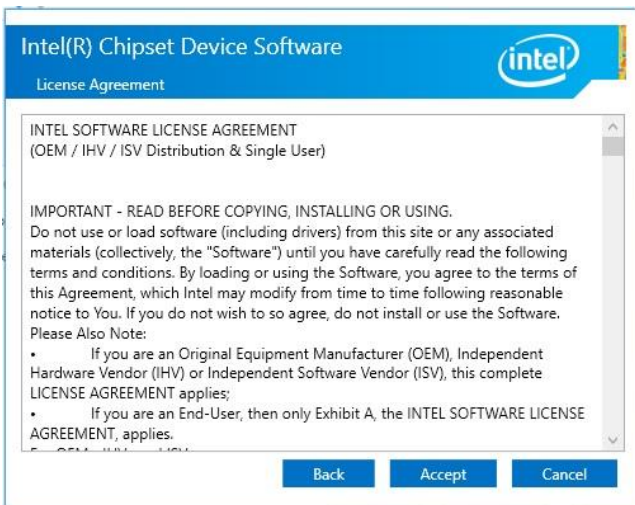 Intel(R) Chipset Device Software
intel
License Agreement
INTEL SOFTWARE LICENSE AGREEMENT
(OEM / IHV / ISV Distribution & Single User)
IMPORTANT - READ BEFORE COPYING, INSTALLING OR USING.
Do not use or load software (including drivers) from this site or any associated
materials (collectively, the "Software") until you have carefully read the following
terms and conditions. By loading or using the Software, you agree to the terms of
this Agreement, which Intel may modify from time to time following reasonable
notice to You. If you do not wish to so agree, do not install or use the Software.
Please Also Note:
• If you are an Original Equipment Manufacturer (OEM), Independent
Hardware Vendor (IHV) or Independent Software Vendor (ISV), this complete
LICENSE AGREEMENT applies;
• If you are an End-User, then only Exhibit A, the INTEL SOFTWARE LICENSE
AGREEMENT, applies.
Back Accept Cancel